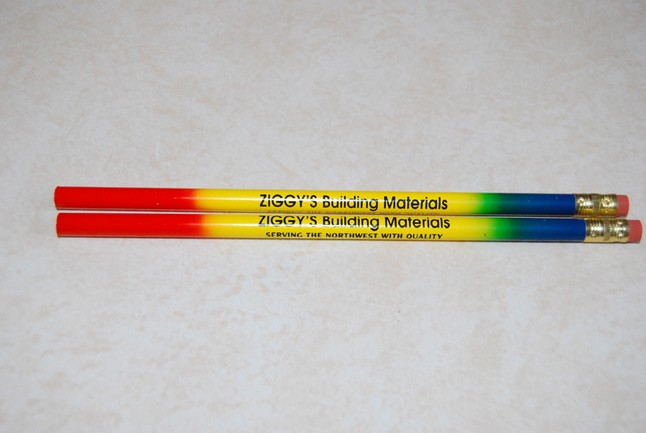 ZIGGY'S Building Materials
ZIGGY'S Building Materials
SERVING THE NORTHWEST WITH QUALITY